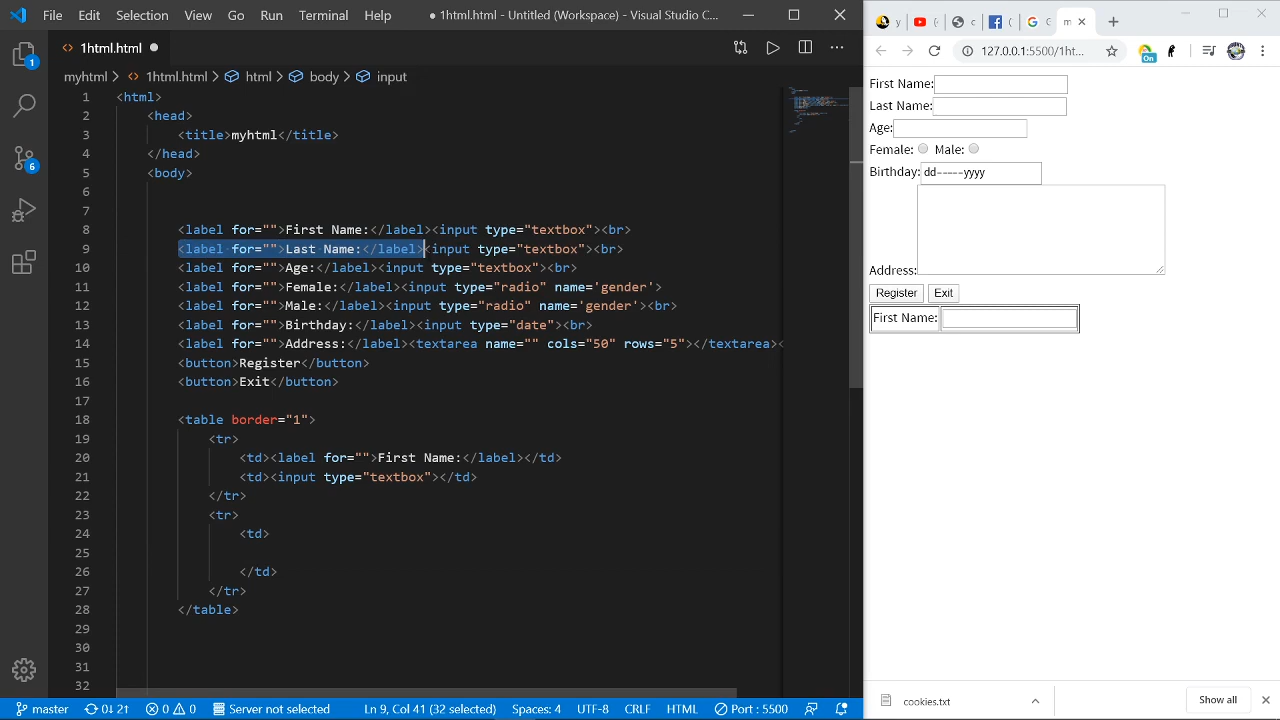 File Edit Selection View Go Run Terminal Help ● 1html.html - Untitled (Workspace) - Visual Studio C...
1html.html
myhtml > 1html.html > html > body > input
1 <html>
2 <head>
3 <title>myhtml</title>
4 </head>
5 <body>
6
7
8 <label for="">First Name:</label><input type="textbox"><br>
9 <label for="">Last Name:</label><input type="textbox"><br>
10 <label for="">Age:</label><input type="textbox"><br>
11 <label for="">Female:</label><input type="radio" name='gender'>
12 <label for="">Male:</label><input type="radio" name='gender'><br>
13 <label for="">Birthday:</label><input type="date"><br>
14 <label for="">Address:</label><textarea name="" cols="50" rows="5"></textarea><
15 <button>Register</button>
16 <button>Exit</button>
17
18 <table border="1">
19 <tr>
20 <td><label for="">First Name:</label></td>
21 <td><input type="textbox"></td>
22 </tr>
23 <tr>
24 <td>
25
26 </td>
27 </tr>
28 </table>
29
30
31
32
1
6
master 0↓ 2↑ 0 0 Server not selected Ln 9, Col 41 (32 selected) Spaces: 4 UTF-8 CRLF HTML Port : 5500
y ( c ( G m
127.0.0.1:5500/1ht...
On
First Name:
Last Name:
Age:
Female: Male:
Birthday: dd-----yyyy
Address:
Register Exit
First Name:
cookies.txt Show all